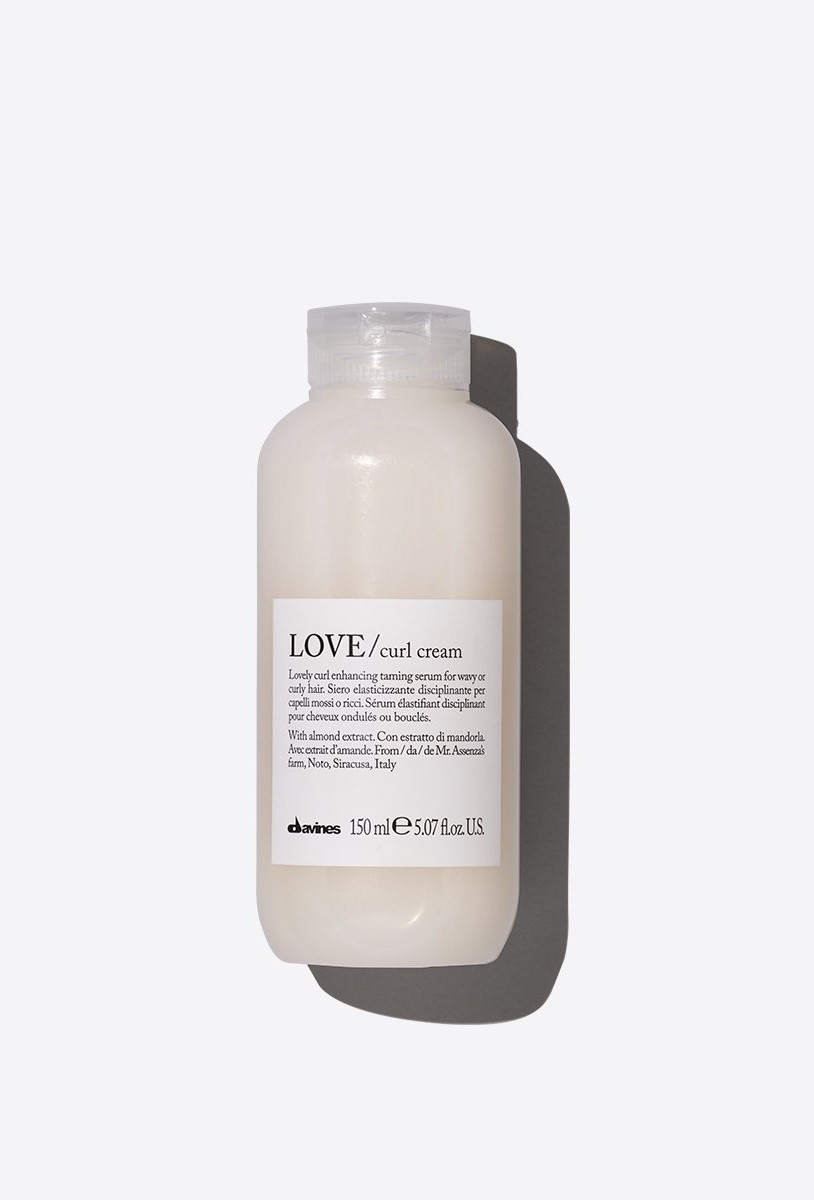 LOVE/curl cream
Lovely curl enhancing taming serum for wavy or
curly hair. Siero elasticizzante disciplinante per
capelli mossi o ricci. Sérum élastifiant disciplinant
pour cheveux ondulés ou bouclés.
With almond extract. Con estratto di mandorla.
Avec extrait d'amande. From / da / de Mr. Assenza's
farm, Noto, Siracusa, Italy
davines 150 ml ℮ 5.07 fl.oz. U.S.